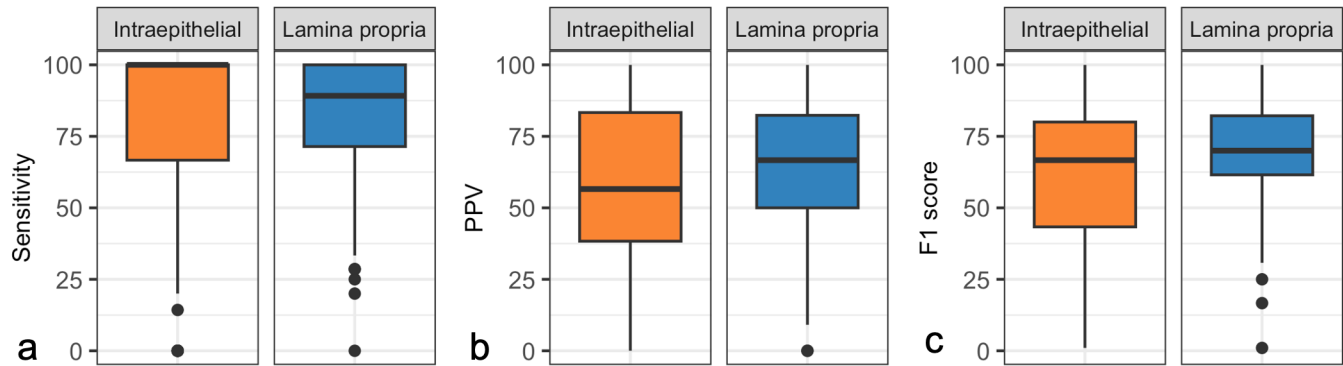 Intraepithelial
Lamina propria
Sensitivity
100
75
50
25
0
a
Intraepithelial
Lamina propria
PPV
100
75
50
25
0
b
Intraepithelial
Lamina propria
F1 score
100
75
50
25
0
c